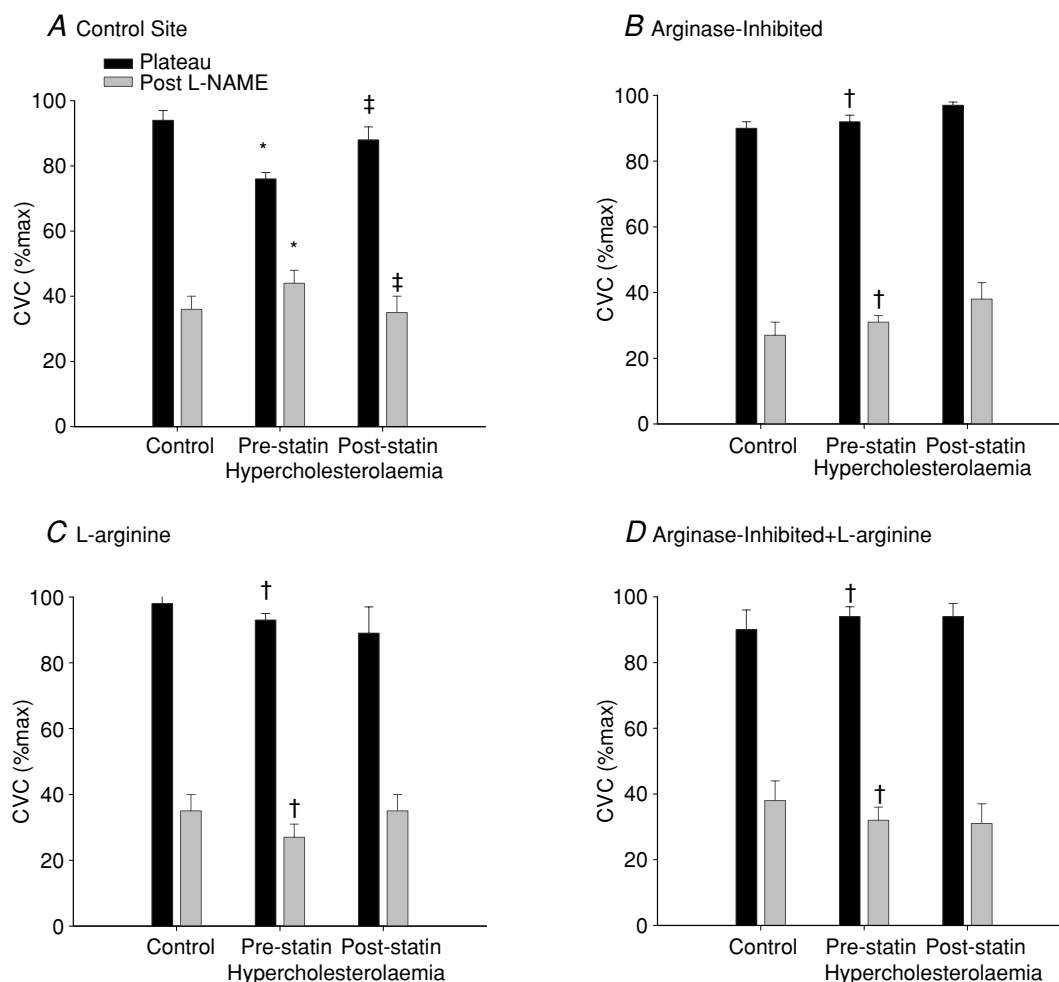 A Control Site
Plateau
Post L-NAME
CVC (%max)
100
80
60
40
20
0
*
*
‡
‡
Control Pre-statin Post-statin
Hypercholesterolaemia
B Arginase-Inhibited
CVC (%max)
100
80
60
40
20
0
†
†
Control Pre-statin Post-statin
Hypercholesterolaemia
C L-arginine
CVC (%max)
100
80
60
40
20
0
†
†
Control Pre-statin Post-statin
Hypercholesterolaemia
D Arginase-Inhibited+L-arginine
CVC (%max)
100
80
60
40
20
0
†
†
Control Pre-statin Post-statin
Hypercholesterolaemia